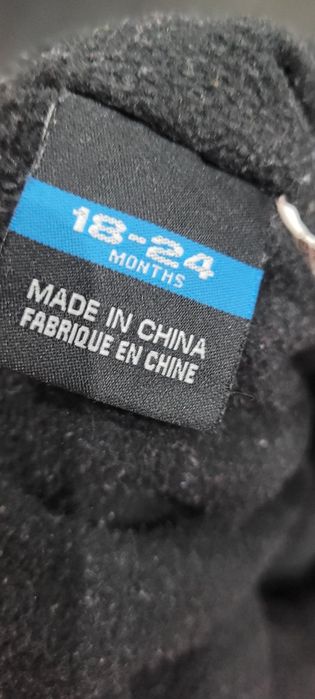 18-24
MONTHS
MADE IN CHINA
FABRIQUE EN CHINE